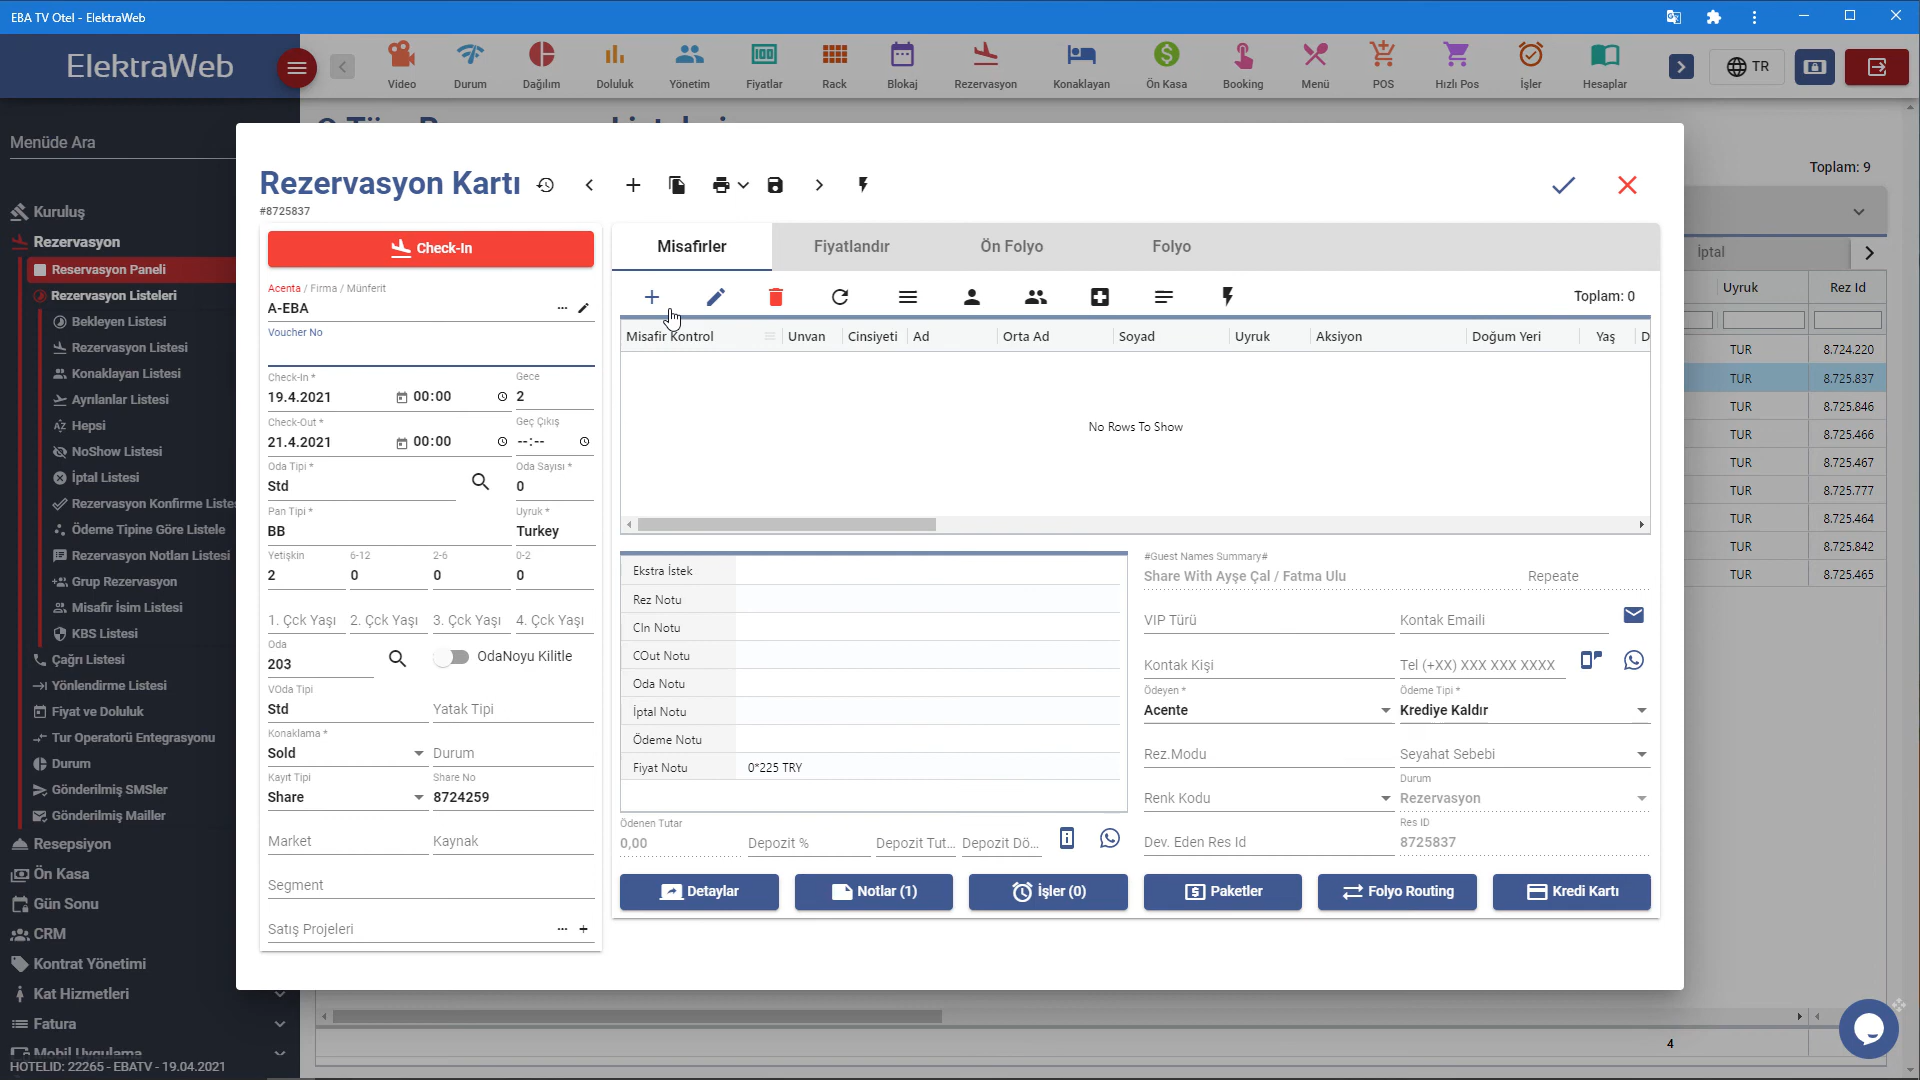 EBA TV Otel - ElektraWeb
ElektraWeb
Video
Durum
Dağılım
Doluluk
Yönetim
Fiyatlar
Rack
Blokaj
Rezervasyon
Konaklayan
Ön Kasa
Booking
Menü
POS
Hızlı Pos
İşler
Hesaplar
TR
Menüde Ara
Kuruluş
Rezervasyon
Reservasyon Paneli
Rezervasyon Listeleri
Bekleyen Listesi
Rezervasyon Listesi
Konaklayan Listesi
Ayrılanlar Listesi
Hepsi
NoShow Listesi
İptal Listesi
Rezervasyon Konfirme Liste
Ödeme Tipine Göre Listele
Rezervasyon Notları Listesi
Grup Rezervasyon
Misafir İsim Listesi
KBS Listesi
Çağrı Listesi
Yönlendirme Listesi
Fiyat ve Doluluk
Tur Operatorü Entegrasyonu
Durum
Gönderilmiş SMSler
Gönderilmiş Mailler
Resepsiyon
Ön Kasa
Gün Sonu
CRM
Kontrat Yönetimi
Kat Hizmetleri
Fatura
Mobil Uygulama
HOTELID: 22265 - EBATV - 19.04.2021
Rezervasyon Kartı
#8725837
Check-In
Acenta / Firma / Münferit
A-EBA
Voucher No
Check-In *
19.4.2021 00:00
Gece
2
Check-Out *
21.4.2021 00:00
Geç Çıkış
--:--
Oda Tipi *
Std
Oda Sayısı *
0
Pan Tipi *
BB
Uyruk *
Turkey
Yetişkin 6-12 2-6 0-2
2 0 0 0
1. Çck Yaşı 2. Çck Yaşı 3. Çck Yaşı 4. Çck Yaşı
Oda
203
OdaNoyu Kilitle
VOda Tipi
Std
Yatak Tipi
Konaklama *
Sold
Durum
Kayıt Tipi
Share
Share No
8724259
Market
Kaynak
Segment
Satış Projeleri
Misafirler
Fiyatlandır
Ön Folyo
Folyo
Toplam: 0
Misafir Kontrol Unvan Cinsiyeti Ad Orta Ad Soyad Uyruk Aksiyon Doğum Yeri Yaş D
No Rows To Show
Ekstra İstek
Rez Notu
CIn Notu
COut Notu
Oda Notu
İptal Notu
Ödeme Notu
Fiyat Notu 0*225 TRY
Ödenen Tutar
0,00
Depozit %
Depozit Tut...
Depozit Dö...
#Guest Names Summary#
Share With Ayşe Çal / Fatma Ulu
Repeate
VIP Türü
Kontak Emaili
Kontak Kişi
Tel (+XX) XXX XXX XXXX
Ödeyen *
Acente
Ödeme Tipi *
Krediye Kaldır
Rez.Modu
Seyahat Sebebi
Renk Kodu
Durum
Rezervasyon
Dev. Eden Res Id
Res ID
8725837
Detaylar
Notlar (1)
İşler (0)
Paketler
Folyo Routing
Kredi Kartı
Toplam: 9
İptal
Uyruk Rez Id
TUR 8.724.220
TUR 8.725.837
TUR 8.725.846
TUR 8.725.466
TUR 8.725.467
TUR 8.725.777
TUR 8.725.464
TUR 8.725.842
TUR 8.725.465
4